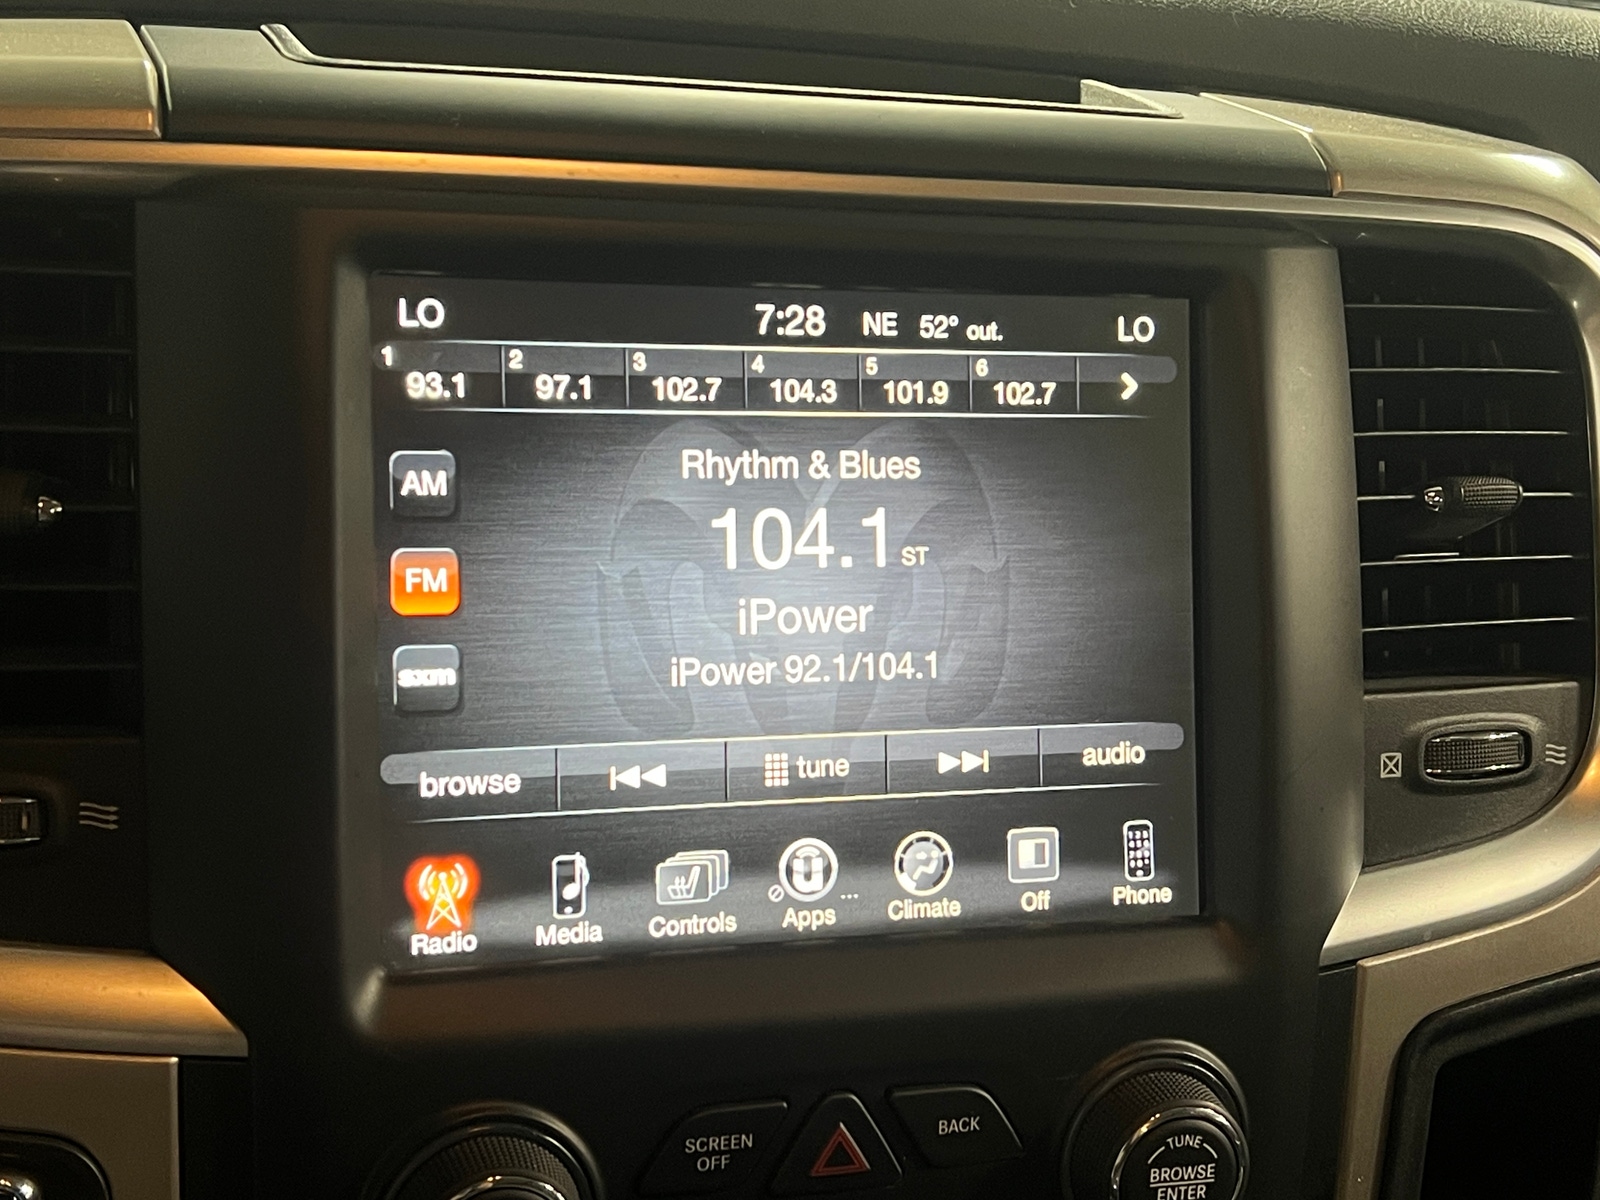 LO 7:28 NE 52° out. LO
1 93.1 2 97.1 3 102.7 4 104.3 5 101.9 6 102.7
AM
Rhythm & Blues
104.1 ST
FM
iPower
iPower 92.1/104.1
sxm
browse tune audio
Radio Media Controls Apps ... Climate Off Phone
SCREEN OFF
BACK
TUNE
BROWSE
ENTER